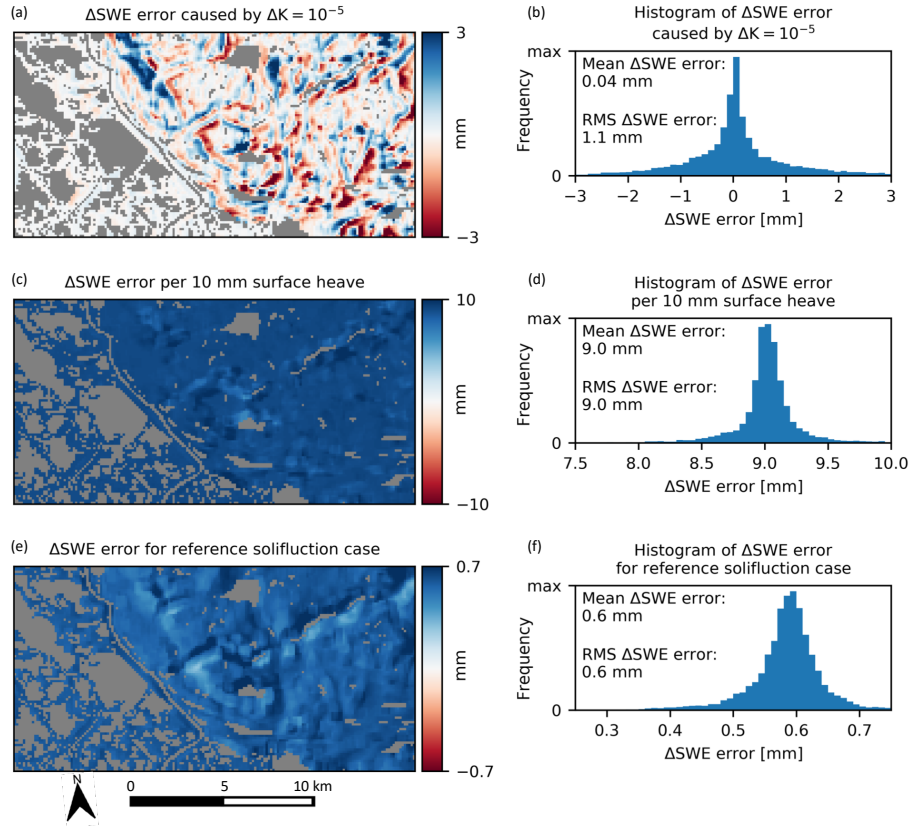 (a)
ΔSWE error caused by ΔK = 10⁻⁵
3
mm
−3
(b)
Histogram of ΔSWE error
caused by ΔK = 10⁻⁵
max
Mean ΔSWE error:
0.04 mm
RMS ΔSWE error:
1.1 mm
Frequency
0
−3 −2 −1 0 1 2 3
ΔSWE error [mm]
(c)
ΔSWE error per 10 mm surface heave
10
mm
−10
(d)
Histogram of ΔSWE error
per 10 mm surface heave
max
Mean ΔSWE error:
9.0 mm
RMS ΔSWE error:
9.0 mm
Frequency
0
7.5 8.0 8.5 9.0 9.5 10.0
ΔSWE error [mm]
(e)
ΔSWE error for reference solifluction case
0.7
mm
−0.7
(f)
Histogram of ΔSWE error
for reference solifluction case
max
Mean ΔSWE error:
0.6 mm
RMS ΔSWE error:
0.6 mm
Frequency
0
0.3 0.4 0.5 0.6 0.7
ΔSWE error [mm]
N
0 5 10 km